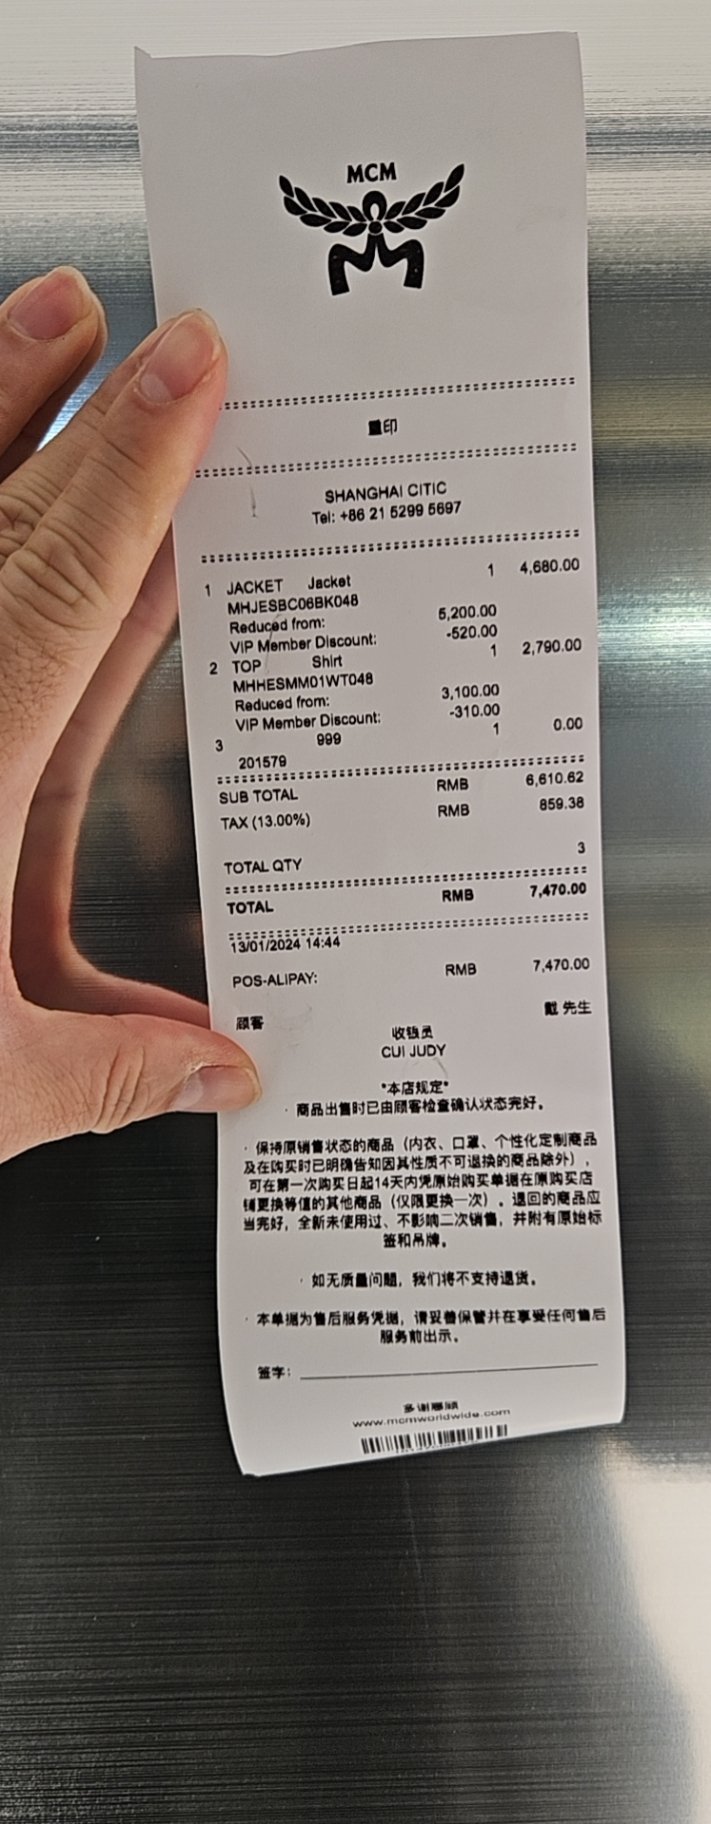 MCM
重印
SHANGHAI CITIC
Tel: +86 21 5299 5697
1 JACKET Jacket 1 4,680.00
MHJESBC06BK048
Reduced from: 5,200.00
VIP Member Discount: -520.00
2 TOP Shirt 1 2,790.00
MHHESMM01WT048
Reduced from: 3,100.00
VIP Member Discount: -310.00
3 999 1 0.00
201579
SUB TOTAL RMB 6,610.62
TAX (13.00%) RMB 859.38
TOTAL QTY 3
TOTAL RMB 7,470.00
13/01/2024 14:44
POS-ALIPAY: RMB 7,470.00
顾客 戴 先生
收银员
CUI JUDY
*本店规定*
· 商品出售时已由顾客检查确认状态完好。
· 保持原销售状态的商品（内衣、口罩、个性化定制商品
及在购买时已明确告知因其性质不可退换的商品除外），
可在第一次购买日起14天内凭原始购买单据在原购买店
铺更换等值的其他商品（仅限更换一次）。退回的商品应
当完好，全新未使用过、不影响二次销售，并附有原始标
签和吊牌。
· 如无质量问题，我们将不支持退货。
· 本单据为售后服务凭据，请妥善保管并在享受任何售后
服务前出示。
签字：
多谢惠顾
www.mcmworldwide.com